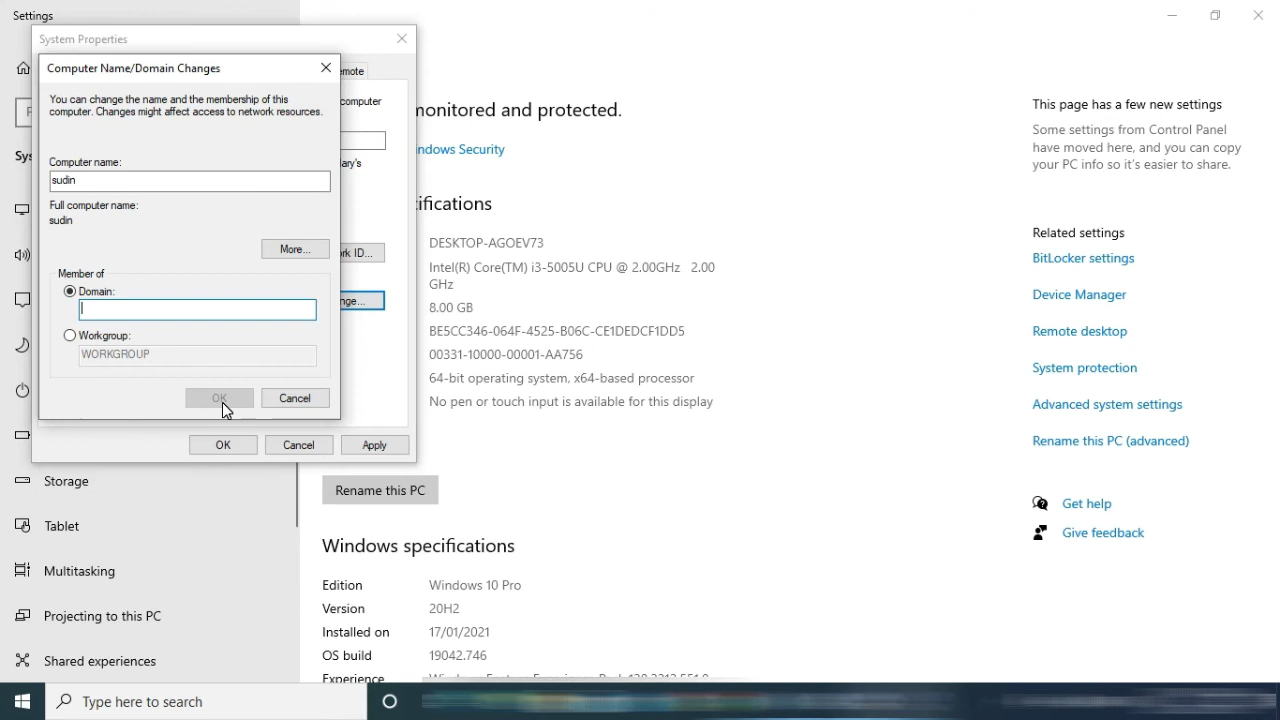 Settings
System Properties
Computer Name/Domain Changes
emote
You can change the name and the membership of this
computer. Changes might affect access to network resources.
computer
ary's
Computer name:
sudin
Full computer name:
sudin
More...
rk ID...
Member of
Domain:
nge...
Workgroup:
WORKGROUP
OK
Cancel
OK
Cancel
Apply
Storage
Tablet
Multitasking
Projecting to this PC
Shared experiences
monitored and protected.
indows Security
ifications
DESKTOP-AGOEV73
Intel(R) Core(TM) i3-5005U CPU @ 2.00GHz 2.00
GHz
8.00 GB
BE5CC346-064F-4525-B06C-CE1DEDCF1DD5
00331-10000-00001-AA756
64-bit operating system, x64-based processor
No pen or touch input is available for this display
Rename this PC
Windows specifications
Edition Windows 10 Pro
Version 20H2
Installed on 17/01/2021
OS build 19042.746
Experience
This page has a few new settings
Some settings from Control Panel
have moved here, and you can copy
your PC info so it's easier to share.
Related settings
BitLocker settings
Device Manager
Remote desktop
System protection
Advanced system settings
Rename this PC (advanced)
Get help
Give feedback
Type here to search